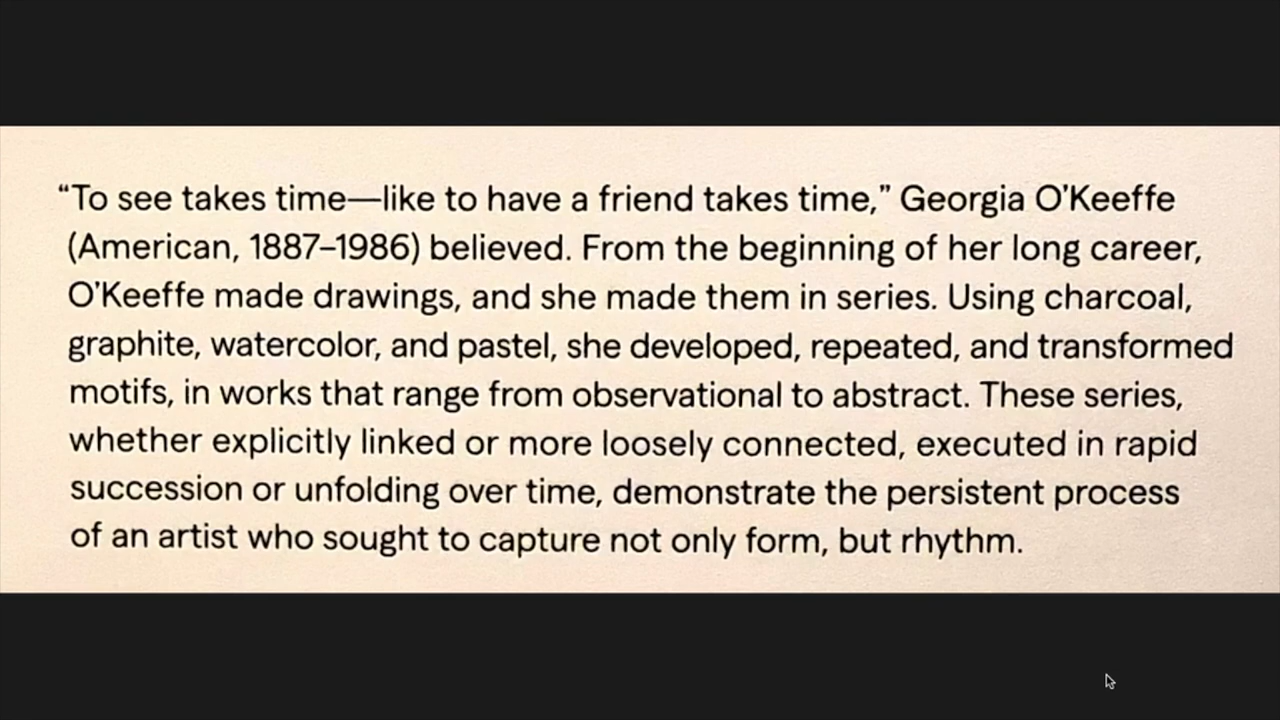 “To see takes time—like to have a friend takes time,” Georgia O’Keeffe
(American, 1887–1986) believed. From the beginning of her long career,
O’Keeffe made drawings, and she made them in series. Using charcoal,
graphite, watercolor, and pastel, she developed, repeated, and transformed
motifs, in works that range from observational to abstract. These series,
whether explicitly linked or more loosely connected, executed in rapid
succession or unfolding over time, demonstrate the persistent process
of an artist who sought to capture not only form, but rhythm.